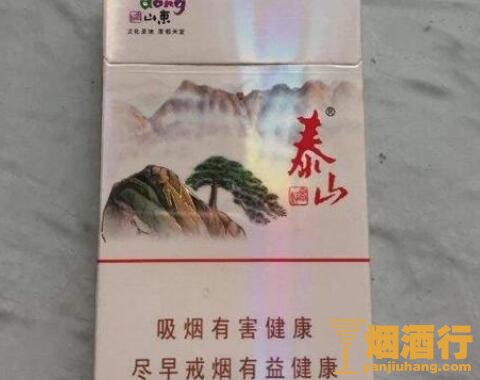 dong
山东
文化圣地 度假天堂
泰山®
吸烟有害健康
尽早戒烟有益健康
烟酒行
yanjiuhang.com